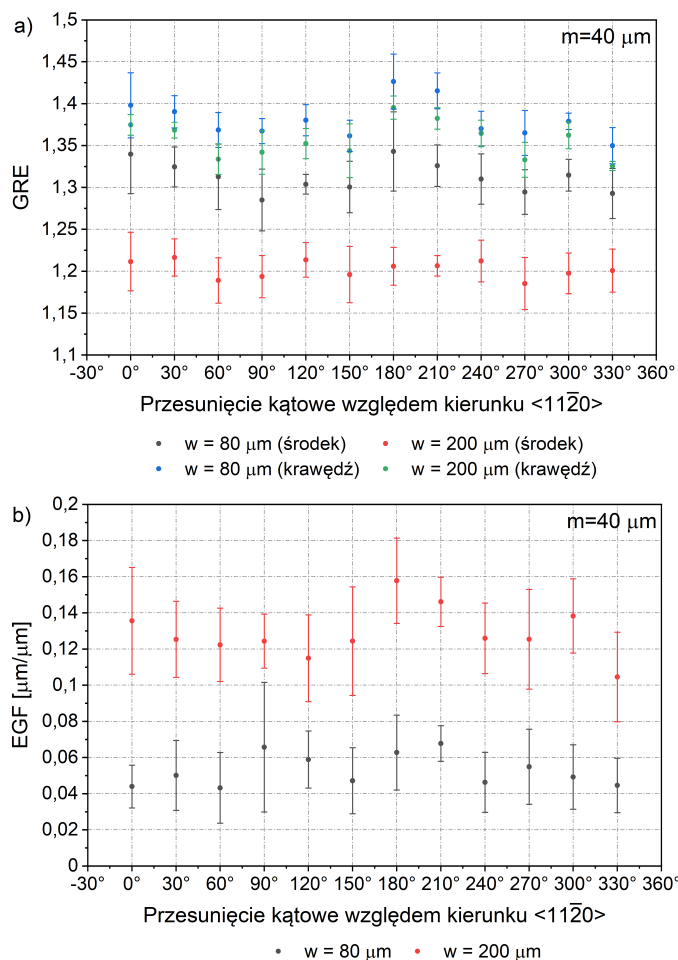 a)
m=40 μm
1,5
1,45
1,4
1,35
1,3
1,25
1,2
1,15
1,1
GRE
-30° 0° 30° 60° 90° 120° 150° 180° 210° 240° 270° 300° 330° 360°
Przesunięcie kątowe względem kierunku <112̅0>
w = 80 μm (środek) w = 200 μm (środek)
w = 80 μm (krawędź) w = 200 μm (krawędź)
b)
m=40 μm
0,2
0,18
0,16
0,14
0,12
0,1
0,08
0,06
0,04
0,02
0
EGF [μm/μm]
-30° 0° 30° 60° 90° 120° 150° 180° 210° 240° 270° 300° 330° 360°
Przesunięcie kątowe względem kierunku <112̅0>
w = 80 μm w = 200 μm